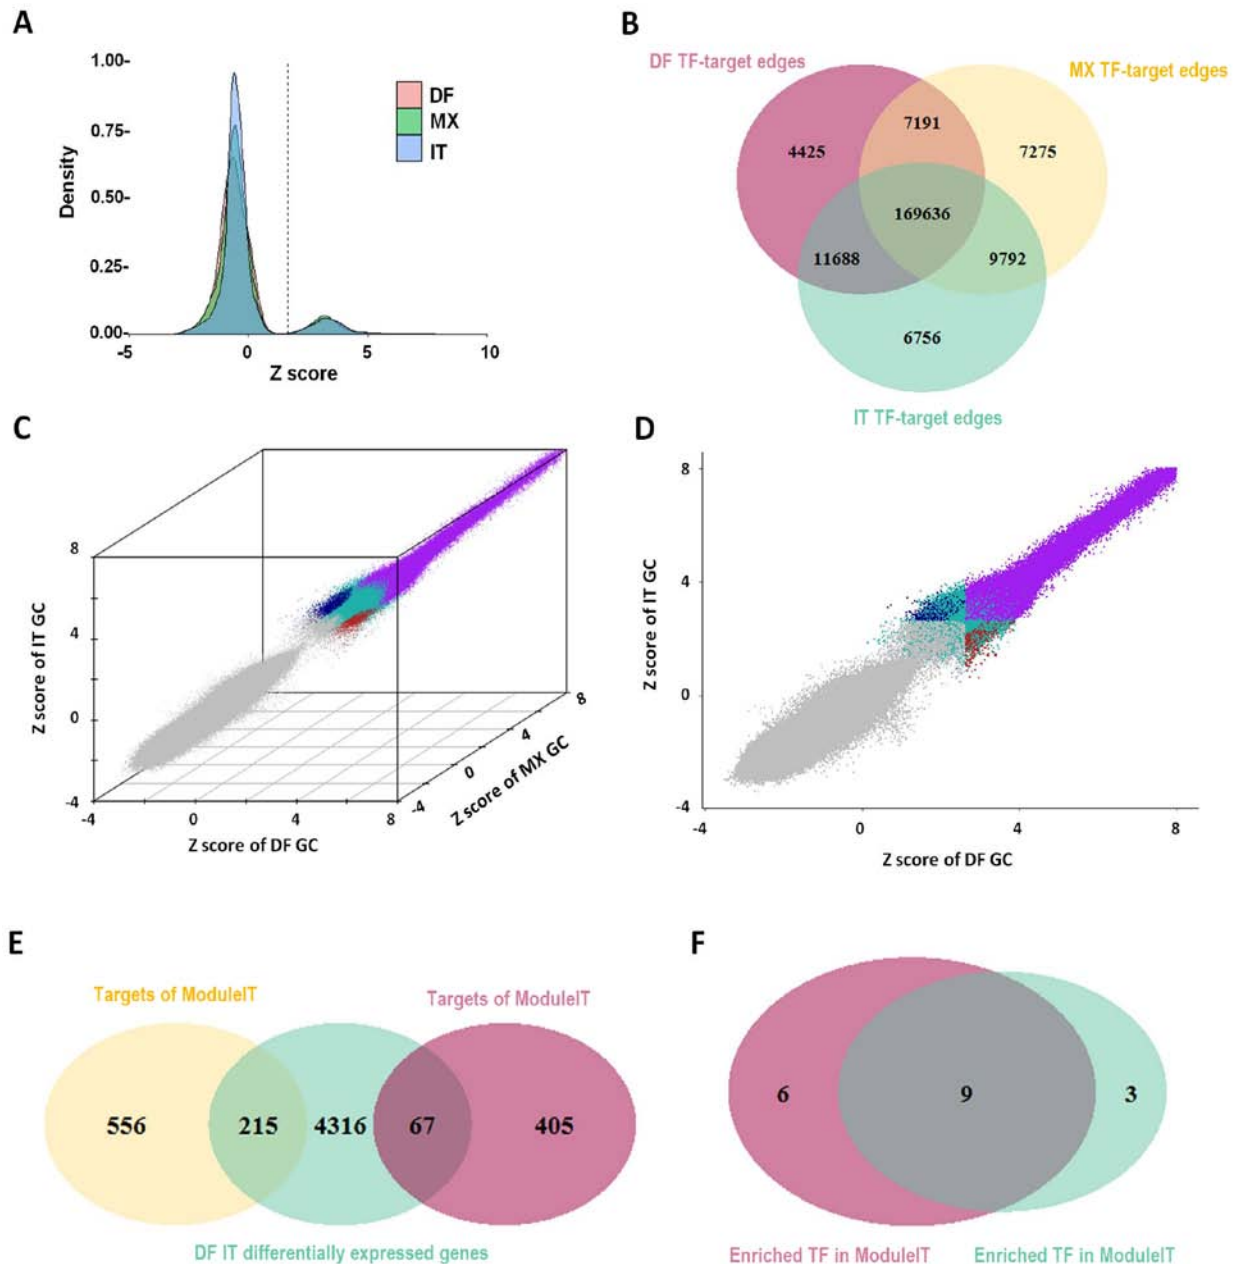 A
1.00-
0.75-
0.50-
0.25-
0.00-
Density
-5
0
5
10
Z score
DF
MX
IT
B
DF TF-target edges
MX TF-target edges
7191
4425
7275
169636
11688
9792
6756
IT TF-target edges
C
8
4
0
-4
Z score of IT GC
-4
0
4
8
Z score of DF GC
-4
0
4
8
Z score of MX GC
D
8
4
0
-4
Z score of IT GC
-4
0
4
8
Z score of DF GC
E
Targets of ModuleIT
Targets of ModuleIT
556
215
4316
67
405
DF IT differentially expressed genes
F
6
9
3
Enriched TF in ModuleIT
Enriched TF in ModuleIT